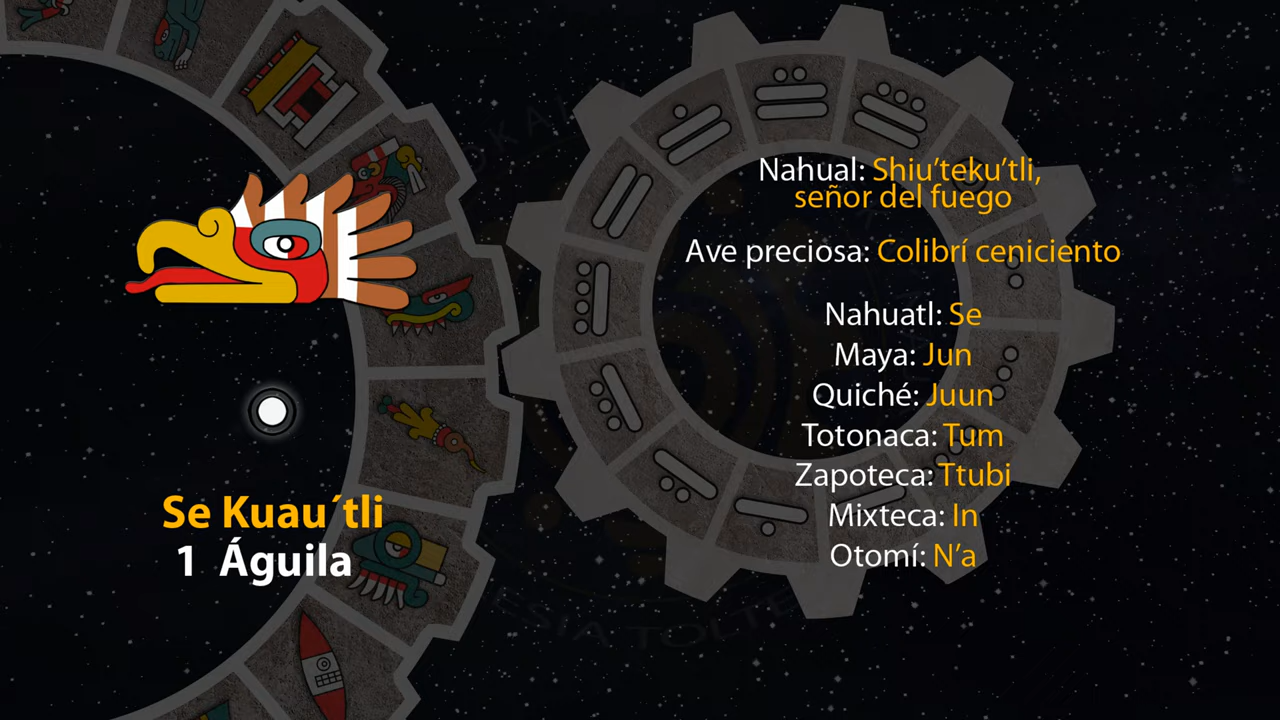 Nahual: Shiu'teku'tli,
señor del fuego
Ave preciosa: Colibrí ceniciento
Nahuatl: Se
Maya: Jun
Quiché: Juun
Totonaca: Tum
Zapoteca: Ttubi
Mixteca: In
Otomí: N'a
Se Kuau´tli
1 Águila